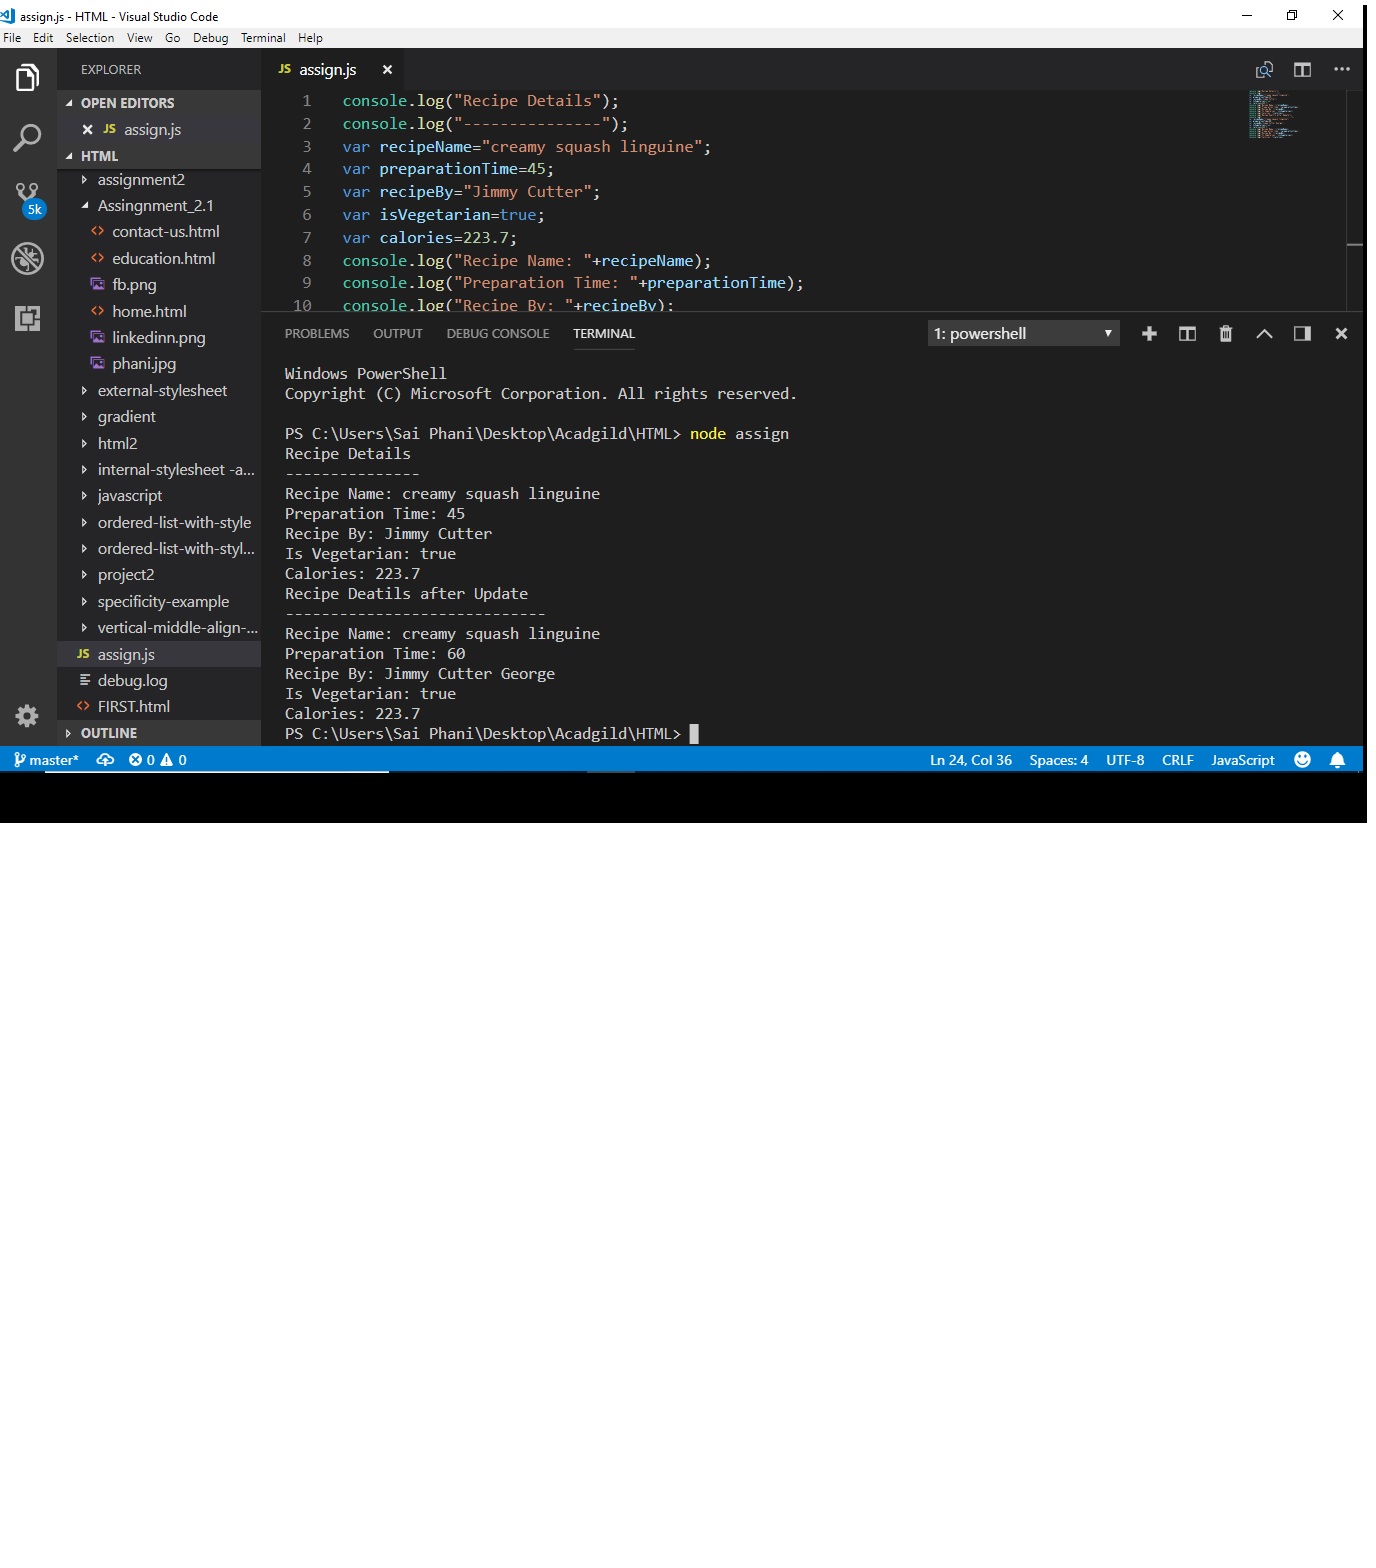 assign.js - HTML - Visual Studio Code
File Edit Selection View Go Debug Terminal Help
EXPLORER
OPEN EDITORS
JS assign.js
HTML
assignment2
Assingnment_2.1
contact-us.html
education.html
fb.png
home.html
linkedinn.png
phani.jpg
external-stylesheet
gradient
html2
internal-stylesheet -a...
javascript
ordered-list-with-style
ordered-list-with-styl...
project2
specificity-example
vertical-middle-align-...
JS assign.js
debug.log
FIRST.html
OUTLINE
5k
JS assign.js
1 console.log("Recipe Details");
2 console.log("---------------");
3 var recipeName="creamy squash linguine";
4 var preparationTime=45;
5 var recipeBy="Jimmy Cutter";
6 var isVegetarian=true;
7 var calories=223.7;
8 console.log("Recipe Name: "+recipeName);
9 console.log("Preparation Time: "+preparationTime);
10 console.log("Recipe By: "+recipeBy);
PROBLEMS OUTPUT DEBUG CONSOLE TERMINAL 1: powershell
Windows PowerShell
Copyright (C) Microsoft Corporation. All rights reserved.
PS C:\Users\Sai Phani\Desktop\Acadgild\HTML> node assign
Recipe Details
---------------
Recipe Name: creamy squash linguine
Preparation Time: 45
Recipe By: Jimmy Cutter
Is Vegetarian: true
Calories: 223.7
Recipe Deatils after Update
-----------------------------
Recipe Name: creamy squash linguine
Preparation Time: 60
Recipe By: Jimmy Cutter George
Is Vegetarian: true
Calories: 223.7
PS C:\Users\Sai Phani\Desktop\Acadgild\HTML>
master* 0 0 Ln 24, Col 36 Spaces: 4 UTF-8 CRLF JavaScript